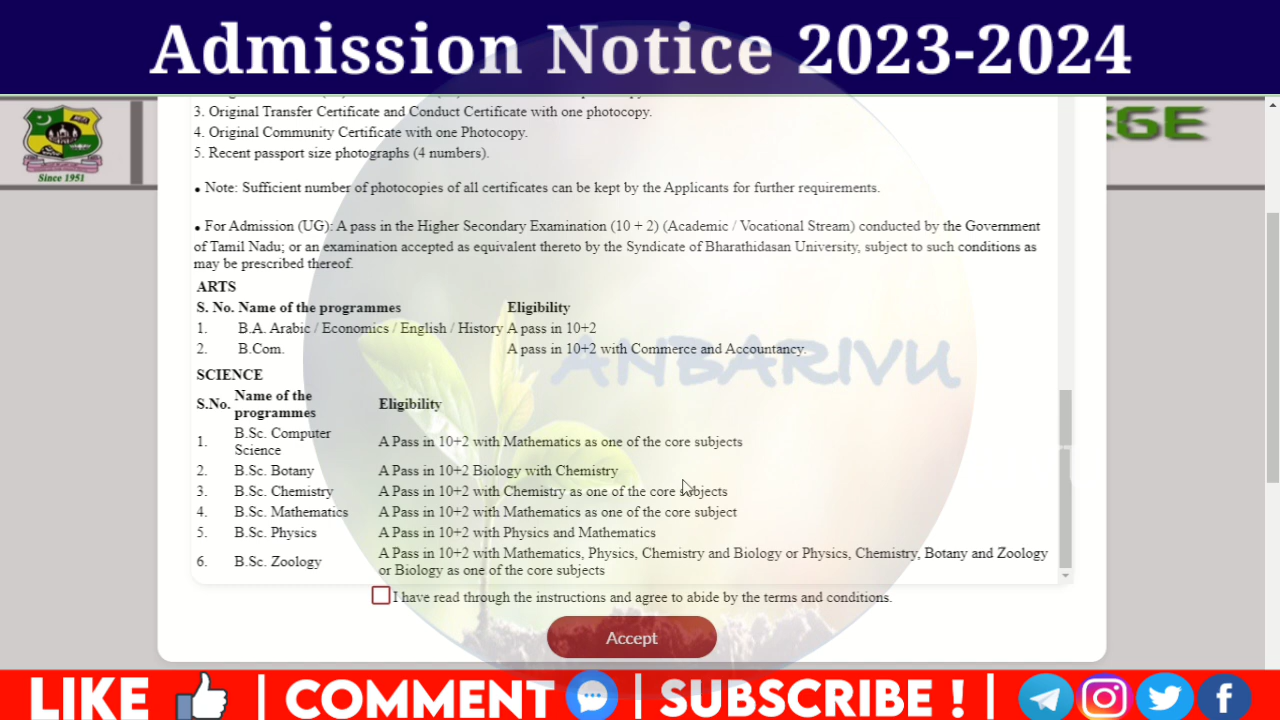 Admission Notice 2023-2024
EGE
Since 1951
3. Original Transfer Certificate and Conduct Certificate with one photocopy.
4. Original Community Certificate with one Photocopy.
5. Recent passport size photographs (4 numbers).
• Note: Sufficient number of photocopies of all certificates can be kept by the Applicants for further requirements.
• For Admission (UG): A pass in the Higher Secondary Examination (10 + 2) (Academic / Vocational Stream) conducted by the Government
of Tamil Nadu; or an examination accepted as equivalent thereto by the Syndicate of Bharathidasan University, subject to such conditions as
may be prescribed thereof.
ARTS
S. No. Name of the programmes Eligibility
1. B.A. Arabic / Economics / English / History A pass in 10+2
2. B.Com. A pass in 10+2 with Commerce and Accountancy.
ANBARIVU
SCIENCE
S.No. Name of the
programmes Eligibility
1. B.Sc. Computer
Science A Pass in 10+2 with Mathematics as one of the core subjects
2. B.Sc. Botany A Pass in 10+2 Biology with Chemistry
3. B.Sc. Chemistry A Pass in 10+2 with Chemistry as one of the core subjects
4. B.Sc. Mathematics A Pass in 10+2 with Mathematics as one of the core subject
5. B.Sc. Physics A Pass in 10+2 with Physics and Mathematics
6. B.Sc. Zoology A Pass in 10+2 with Mathematics, Physics, Chemistry and Biology or Physics, Chemistry, Botany and Zoology
or Biology as one of the core subjects
I have read through the instructions and agree to abide by the terms and conditions.
Accept
LIKE | COMMENT | SUBSCRIBE ! |